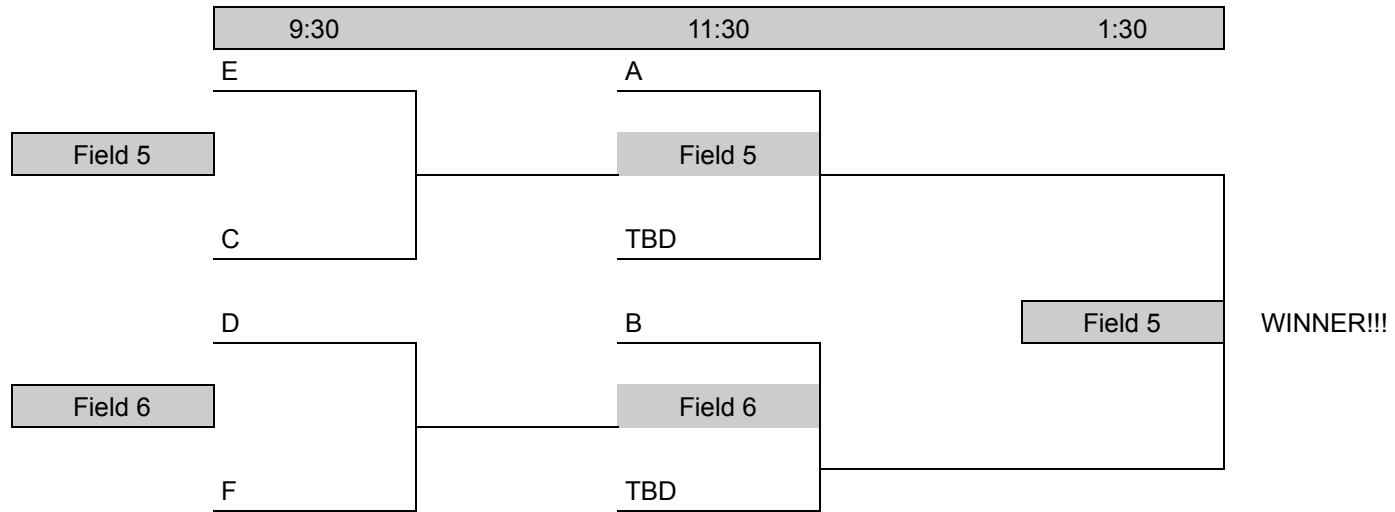 9:30 11:30 1:30
E A
Field 5 Field 5
C TBD
D B Field 5 WINNER!!!
Field 6 Field 6
F TBD